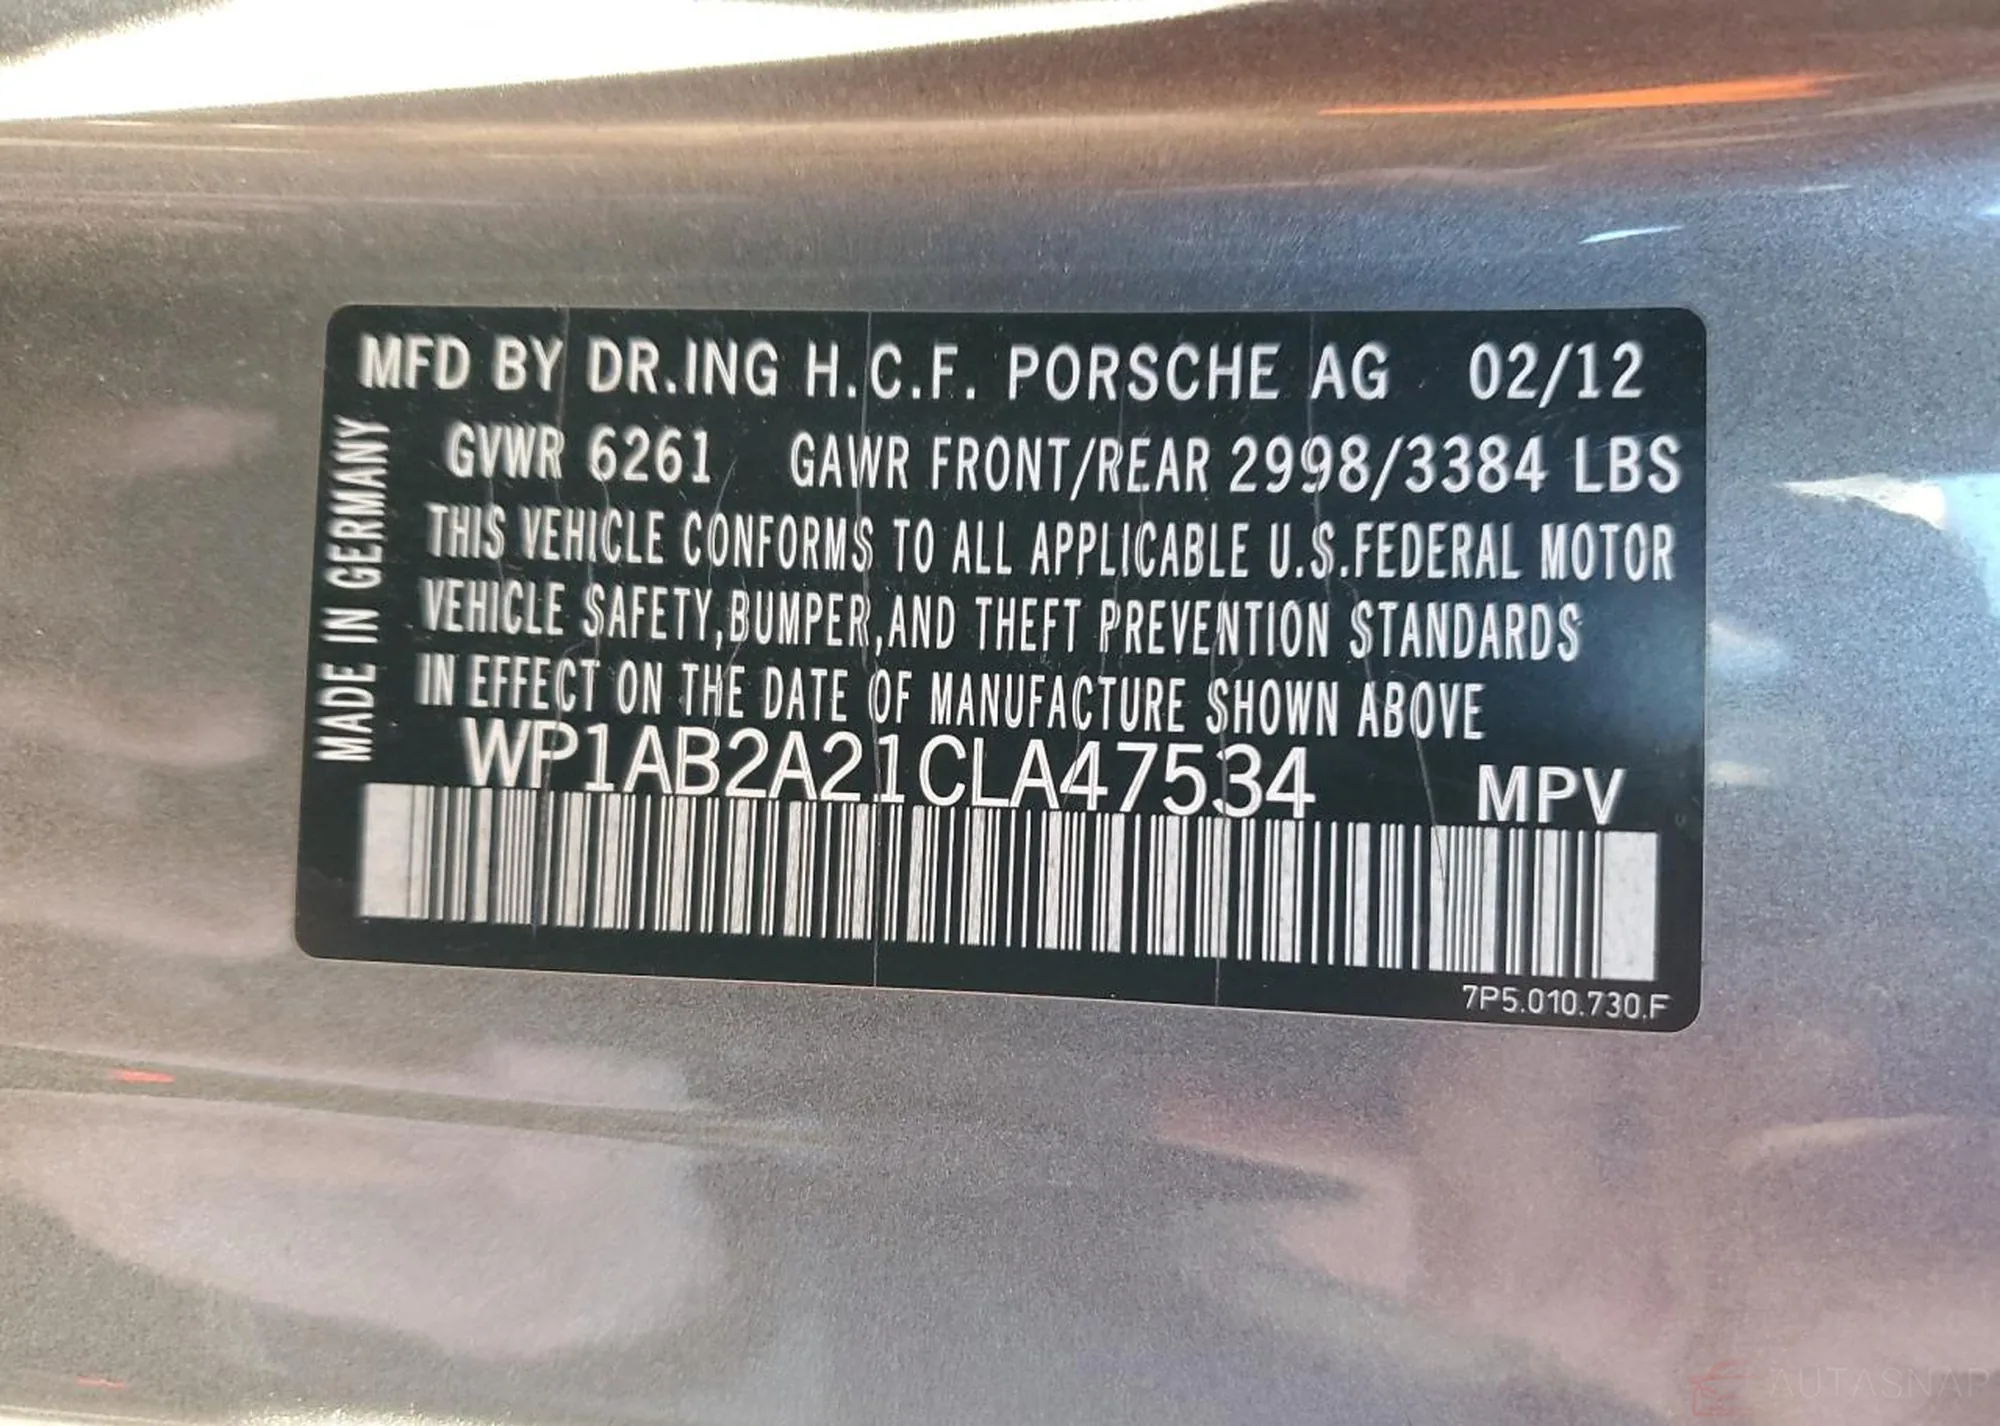 MFD BY DR.ING H.C.F. PORSCHE AG 02/12
GVWR 6261 GAWR FRONT/REAR 2998/3384 LBS
THIS VEHICLE CONFORMS TO ALL APPLICABLE U.S.FEDERAL MOTOR
VEHICLE SAFETY,BUMPER,AND THEFT PREVENTION STANDARDS
IN EFFECT ON THE DATE OF MANUFACTURE SHOWN ABOVE
WP1AB2A21CLA47534 MPV
7P5.010.730.F
MADE IN GERMANY
AUTASNAP